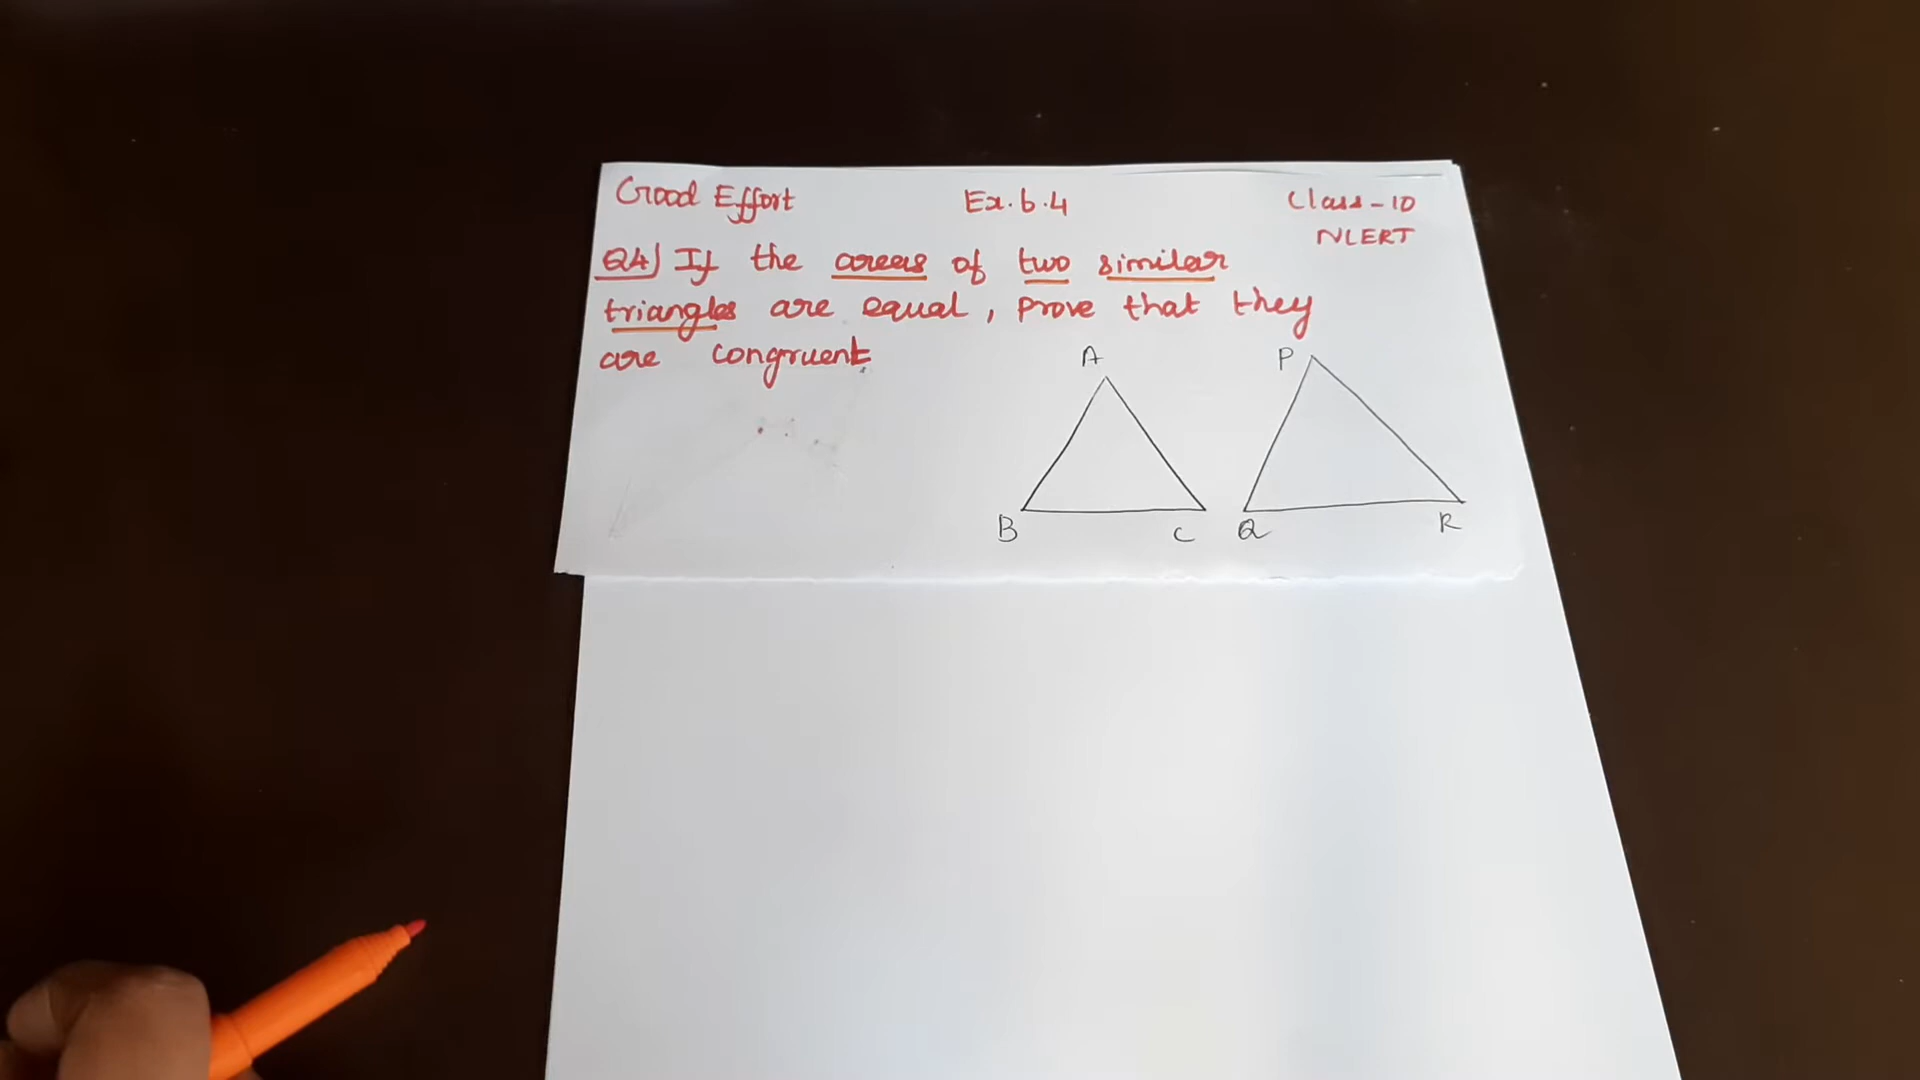 Good Effort Ex.6.4 Class-10
NCERT
Q4) If the areas of two similar
triangles are equal, prove that they
are congruent.
A P
B C Q R